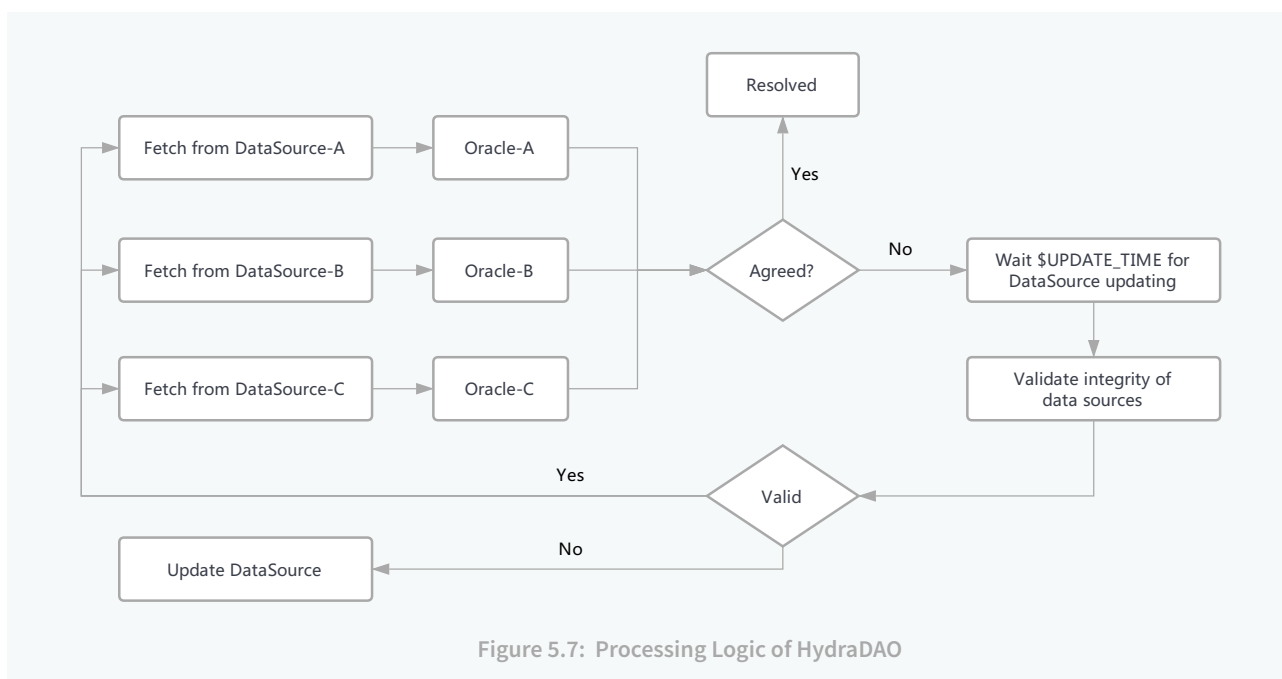 Resolved
Fetch from DataSource-A
Oracle-A
Yes
Fetch from DataSource-B
Oracle-B
Agreed?
No
Wait $UPDATE_TIME for
DataSource updating
Fetch from DataSource-C
Oracle-C
Validate integrity of
data sources
Yes
Valid
No
Update DataSource
Figure 5.7: Processing Logic of HydraDAO